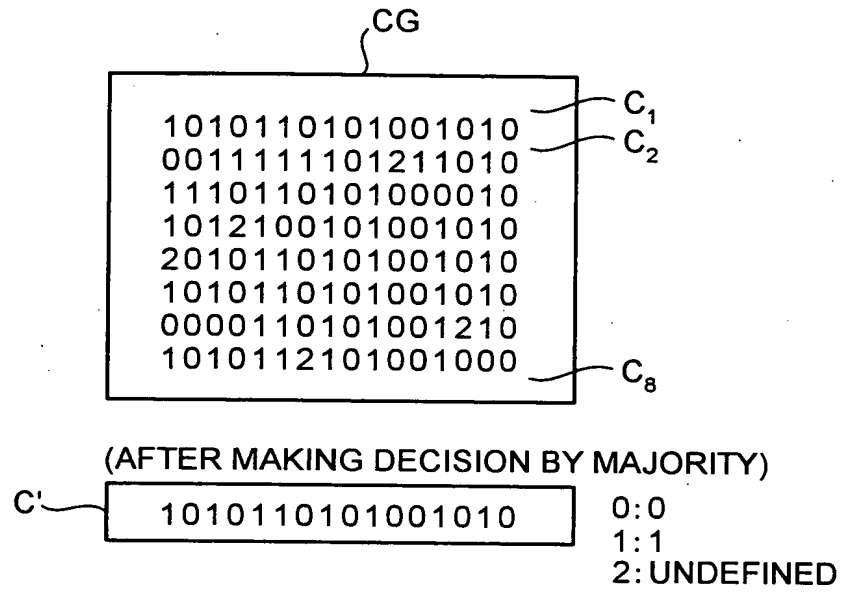 CG
1010110101001010 C₁
0011111101211010 C₂
1110110101000010
1012100101001010
2010110101001010
1010110101001010
0000110101001210
1010112101001000 C₈
(AFTER MAKING DECISION BY MAJORITY)
C' 1010110101001010 0:0
1:1
2:UNDEFINED